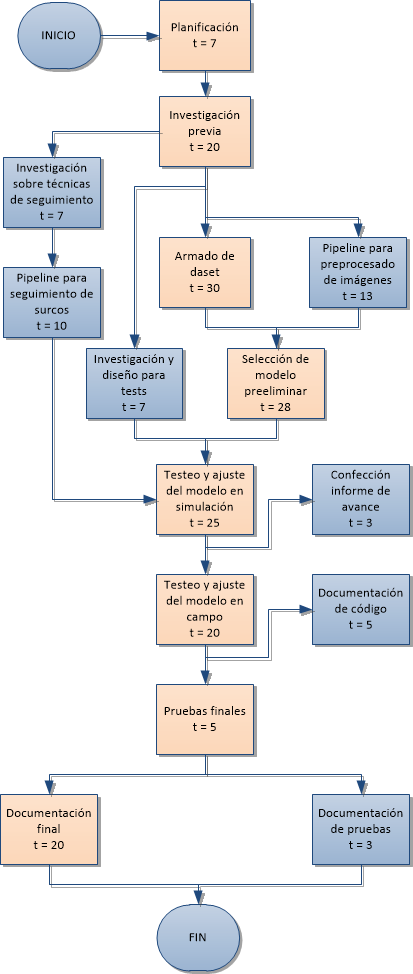 INICIO
Planificación
t = 7
Investigación
previa
t = 20
Investigación
sobre técnicas
de seguimiento
t = 7
Armado de
daset
t = 30
Pipeline para
preprocesado
de imágenes
t = 13
Pipeline para
seguimiento de
surcos
t = 10
Investigación y
diseño para
tests
t = 7
Selección de
modelo
preeliminar
t = 28
Testeo y ajuste
del modelo en
simulación
t = 25
Confección
informe de
avance
t = 3
Testeo y ajuste
del modelo en
campo
t = 20
Documentación
de código
t = 5
Pruebas finales
t = 5
Documentación
final
t = 20
Documentación
de pruebas
t = 3
FIN